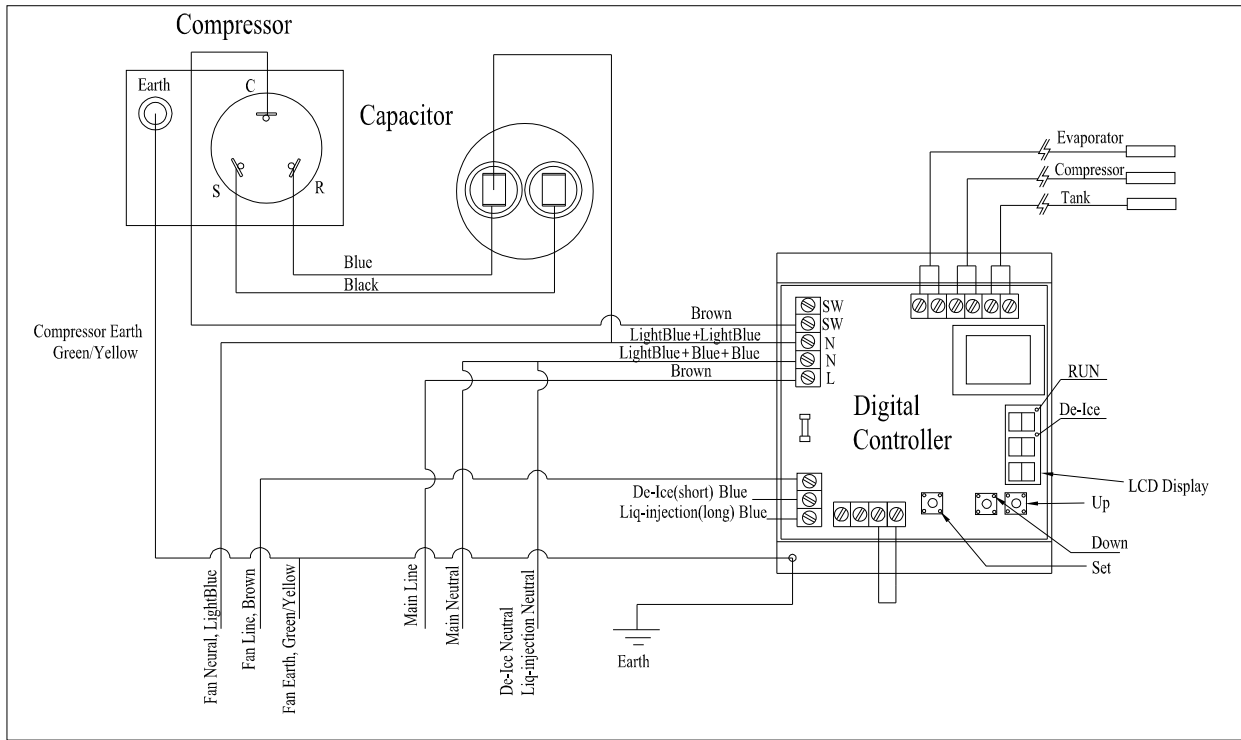 Compressor
Earth
C
S
R
Capacitor
Blue
Black
Compressor Earth
Green/Yellow
Brown
LightBlue+LightBlue
LightBlue+Blue+Blue
Brown
SW
SW
N
N
L
Evaporator
Compressor
Tank
Digital
Controller
RUN
De-Ice
LCD Display
Up
Down
Set
De-Ice(short) Blue
Liq-injection(long) Blue
Fan Neural, LightBlue
Fan Line, Brown
Fan Earth, Green/Yellow
Main Line
Main Neutral
De-Ice Neutral
Liq-injection Neutral
Earth